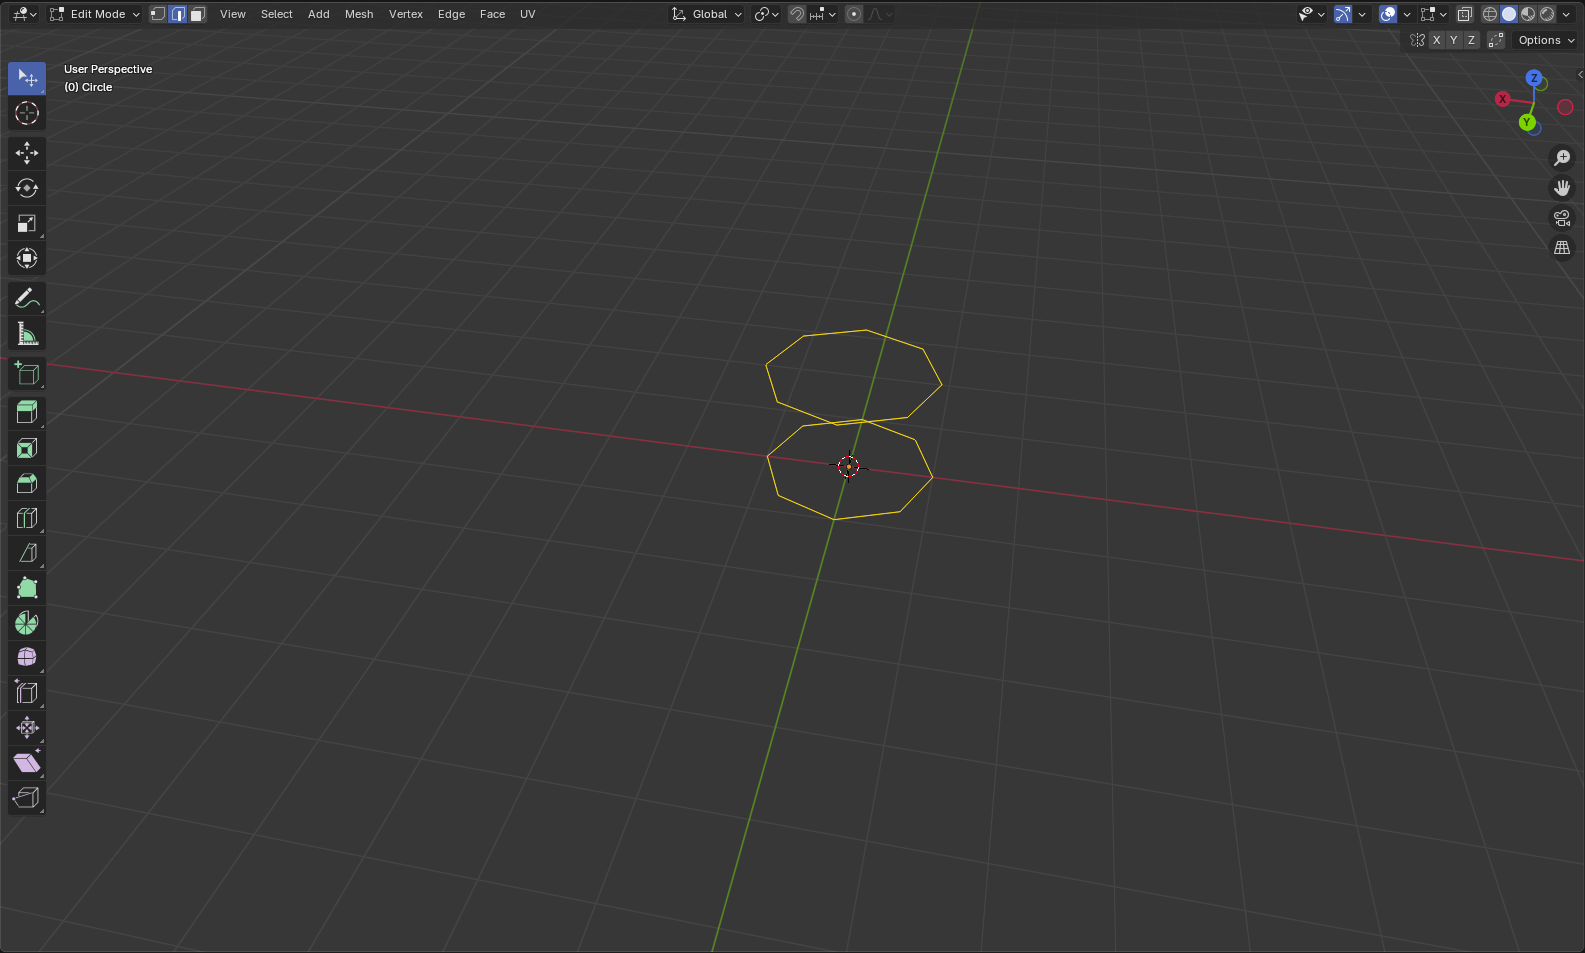 Edit Mode View Select Add Mesh Vertex Edge Face UV Global
X Y Z Options
User Perspective
(0) Circle
Z
X
Y